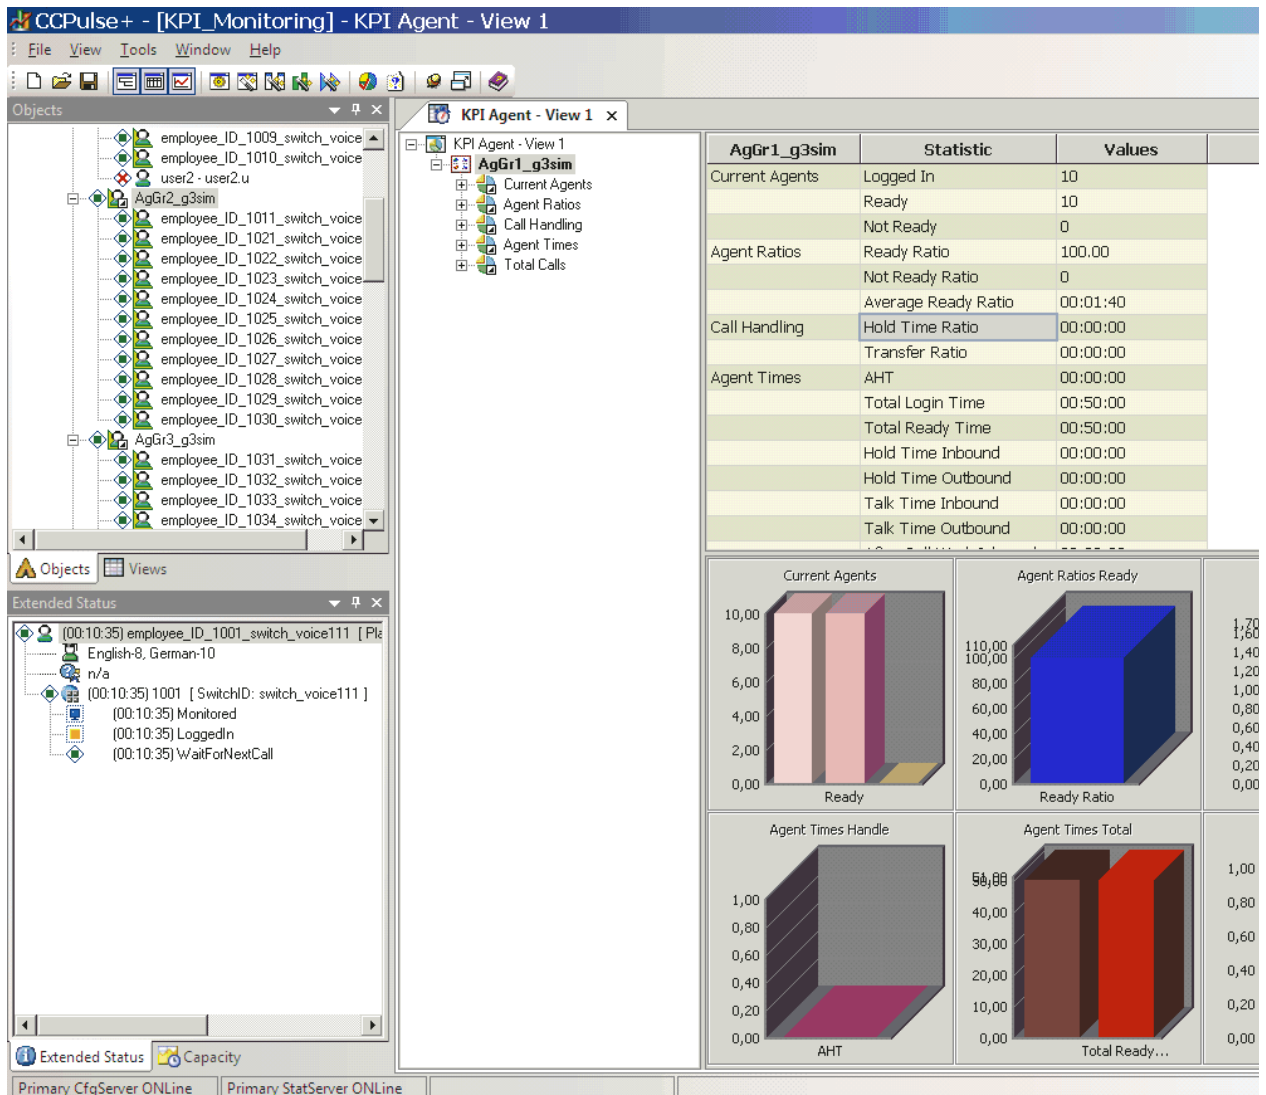 CCPulse+ - [KPI_Monitoring] - KPI Agent - View 1
File View Tools Window Help
Objects
employee_ID_1009_switch_voice
employee_ID_1010_switch_voice
user2 - user2.u
AgGr2_g3sim
employee_ID_1011_switch_voice
employee_ID_1021_switch_voice
employee_ID_1022_switch_voice
employee_ID_1023_switch_voice
employee_ID_1024_switch_voice
employee_ID_1025_switch_voice
employee_ID_1026_switch_voice
employee_ID_1027_switch_voice
employee_ID_1028_switch_voice
employee_ID_1029_switch_voice
employee_ID_1030_switch_voice
AgGr3_g3sim
employee_ID_1031_switch_voice
employee_ID_1032_switch_voice
employee_ID_1033_switch_voice
employee_ID_1034_switch_voice
Objects Views
Extended Status
(00:10:35) employee_ID_1001_switch_voice111 [ Pla
English-8, German-10
n/a
(00:10:35) 1001 [ SwitchID: switch_voice111 ]
(00:10:35) Monitored
(00:10:35) LoggedIn
(00:10:35) WaitForNextCall
Extended Status Capacity
Primary CfgServer ONLine Primary StatServer ONLine
KPI Agent - View 1
KPI Agent - View 1
AgGr1_g3sim
Current Agents
Agent Ratios
Call Handling
Agent Times
Total Calls
AgGr1_g3sim Statistic Values
Current Agents Logged In 10
Ready 10
Not Ready 0
Agent Ratios Ready Ratio 100.00
Not Ready Ratio 0
Average Ready Ratio 00:01:40
Call Handling Hold Time Ratio 00:00:00
Transfer Ratio 00:00:00
Agent Times AHT 00:00:00
Total Login Time 00:50:00
Total Ready Time 00:50:00
Hold Time Inbound 00:00:00
Hold Time Outbound 00:00:00
Talk Time Inbound 00:00:00
Talk Time Outbound 00:00:00
Current Agents
10,00
8,00
6,00
4,00
2,00
0,00
Ready
Agent Ratios Ready
110,00
100,00
80,00
60,00
40,00
20,00
0,00
Ready Ratio
1,70
1,60
1,40
1,20
1,00
0,80
0,60
0,40
0,20
0,00
Agent Times Handle
1,00
0,80
0,60
0,40
0,20
0,00
AHT
Agent Times Total
40,00
30,00
20,00
10,00
0,00
Total Ready...
1,00
0,80
0,60
0,40
0,20
0,00